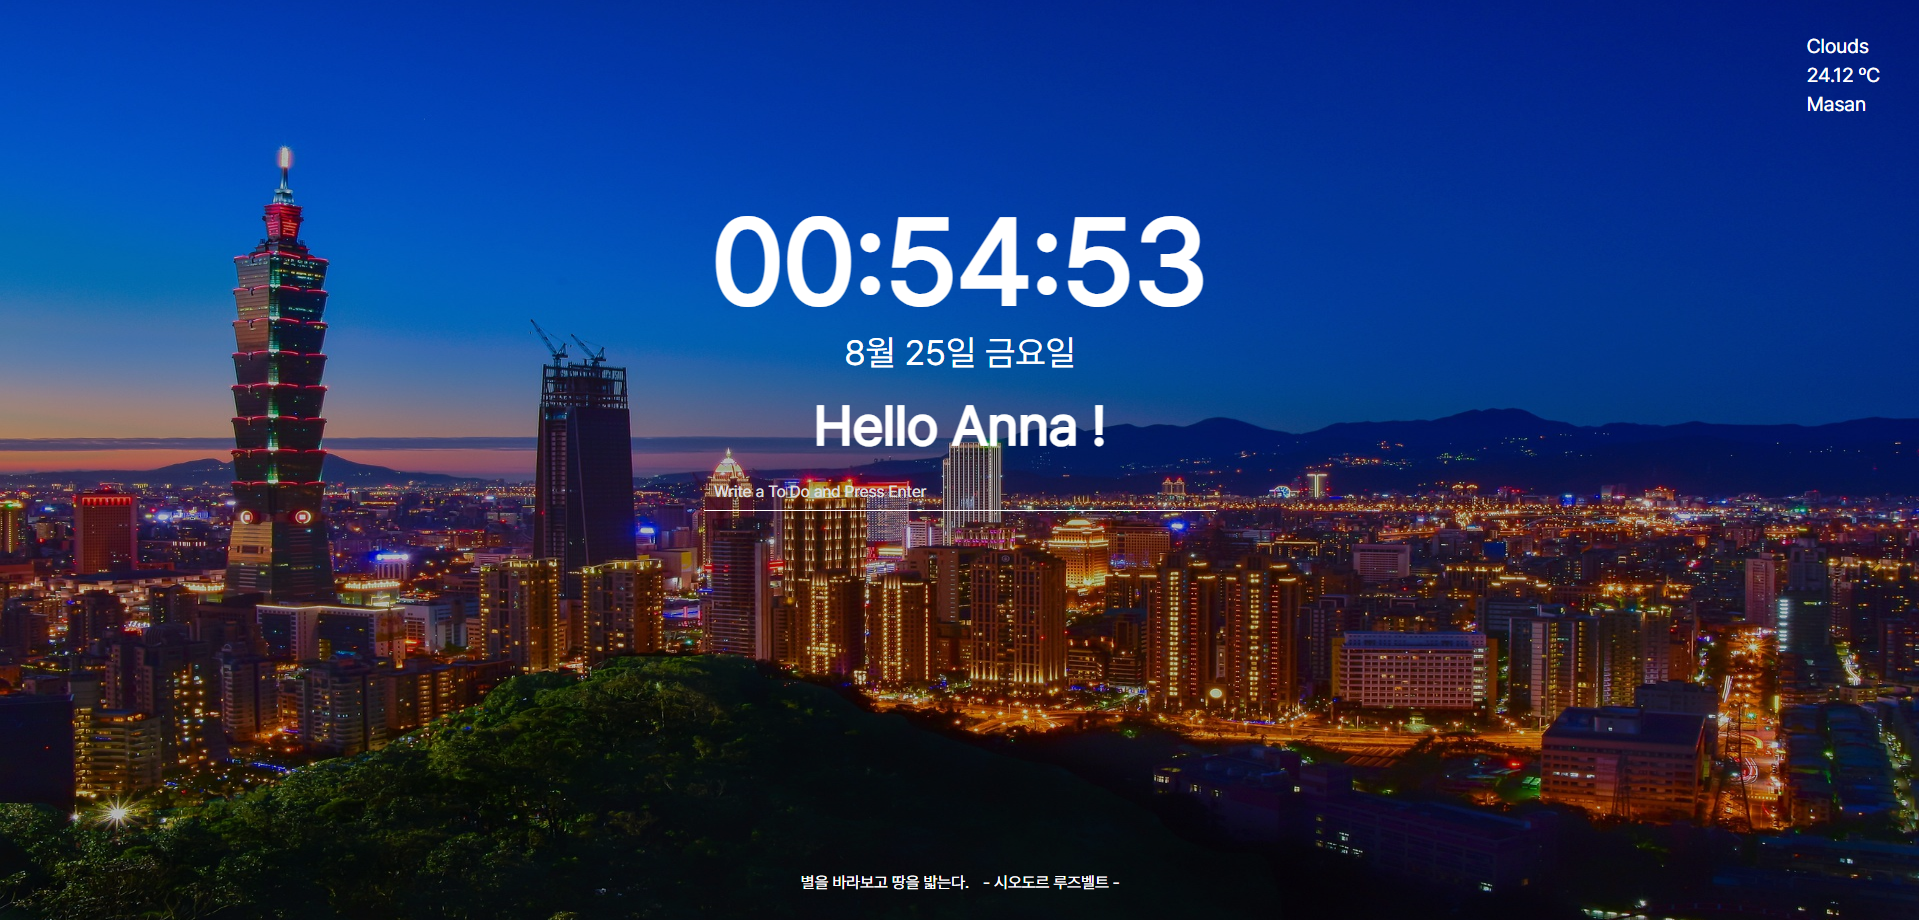 Clouds
24.12 ºC
Masan
00:54:53
8월 25일 금요일
Hello Anna !
Write a To Do and Press Enter
별을 바라보고 땅을 밟는다. - 시오도르 루즈벨트 -